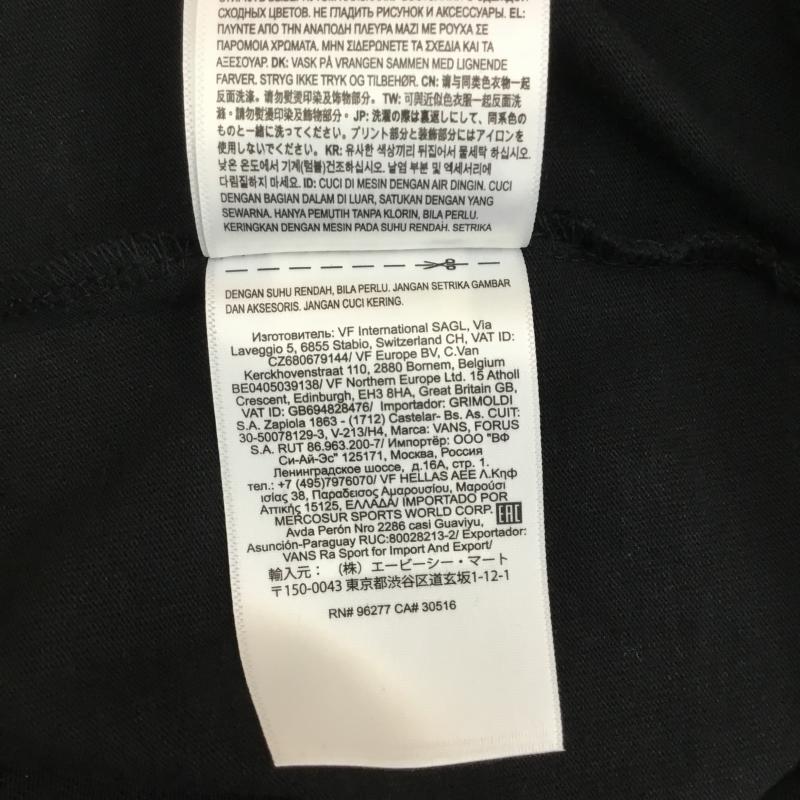 СХОДНЫХ ЦВЕТОВ. НЕ ГЛАДИТЬ РИСУНОК И АКСЕССУАРЫ. EL:
ΠΛΥΝΤΕ ΑΠΟ ΤΗΝ ΑΝΑΠΟΔΗ ΠΛΕΥΡΑ ΜΑΖΙ ΜΕ ΡΟΥΧΑ ΣΕ
ΠΑΡΟΜΟΙΑ ΧΡΩΜΑΤΑ. ΜΗΝ ΣΙΔΕΡΩΝΕΤΕ ΤΑ ΣΧΕΔΙΑ ΚΑΙ ΤΑ
ΑΞΕΣΟΥΑΡ. DK: VASK PÅ VRANGEN SAMMEN MED LIGNENDE
FARVER. STRYG IKKE TRYK OG TILBEHØR. CN: 请与同类色衣物一起
反面洗涤。请勿熨烫印花及饰物部分。TW: 可與近似色衣服一起反面洗
滌。請勿熨燙印花及飾物部分。JP: 洗濯の際は裏返しにして、同系色の
ものと一緒に洗ってください。プリント部分と装飾部分にはアイロンを
使用しないでください。KR: 유사한 색상끼리 뒤집어서 물세탁 하십시오.
낮은 온도에서 기계(텀블)건조하십시오. 날염 부분 및 액세서리에
다림질하지 마세요. ID: CUCI DI MESIN DENGAN AIR DINGIN. CUCI
DENGAN BAGIAN DALAM DI LUAR, SATUKAN DENGAN YANG
SEWARNA. HANYA PEMUTIH TANPA KLORIN, BILA PERLU.
KERINGKAN DENGAN MESIN PADA SUHU RENDAH. SETRIKA
DENGAN SUHU RENDAH, BILA PERLU. JANGAN SETRIKA GAMBAR
DAN AKSESORIS. JANGAN CUCI KERING.
Изготовитель: VF International SAGL, Via
Laveggio 5, 6855 Stabio, Switzerland CH, VAT ID:
CZ680679144/ VF Europe BV, C.Van
Kerckhovenstraat 110, 2880 Bornem, Belgium
BE0405039138/ VF Northern Europe Ltd. 15 Atholl
Crescent, Edinburgh, EH3 8HA, Great Britain GB,
VAT ID: GB694828476/ Importador: GRIMOLDI
S.A. Zapiola 1863 - (1712) Castelar- Bs. As. CUIT:
30-50078129-3, V-213/H4, Marca: VANS, FORUS
S.A. RUT 86.963.200-7/ Импортёр: ООО "ВФ
Си-Ай-Эс" 125171, Москва, Россия
Ленинградское шоссе, д.16А, стр. 1.
тел.: +7 (495)7976070/ VF HELLAS AEE Λ.Κηφ
ισίας 38, Παραδεισος Αμαρουσίου, Μαρούσι
Αττικής 15125, ΕΛΛΑΔΑ/ IMPORTADO POR
MERCOSUR SPORTS WORLD CORP. EAC
Avda Perón Nro 2286 casi Guaviyu,
Asunción-Paraguay RUC:80028213-2/ Exportador:
VANS Ra Sport for Import And Export/
輸入元：（株）エービーシー・マート
〒150-0043 東京都渋谷区道玄坂1-12-1
RN# 96277 CA# 30516